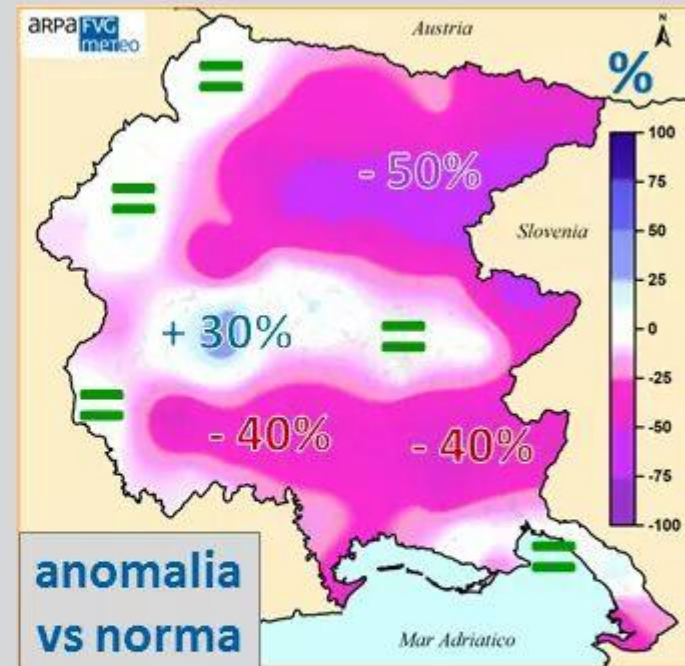 arpa FVG
meteo
Austria
N
%
=
100
- 50%
75
=
50
Slovenia
25
0
+ 30%
=
-25
=
-50
- 40%
- 40%
-75
-100
=
anomalia
vs norma
Mar Adriatico